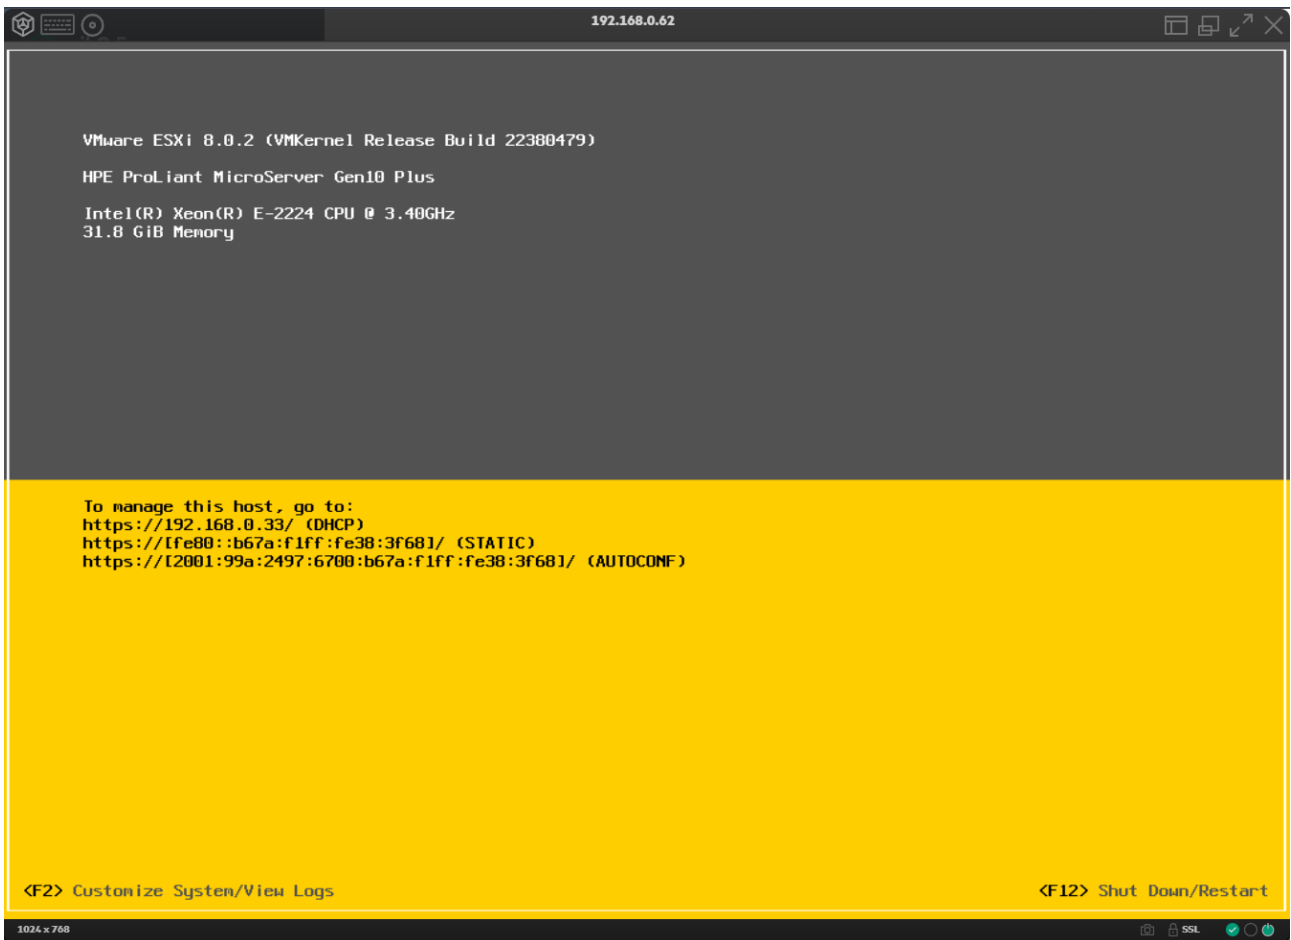 192.168.0.62
VMware ESXi 8.0.2 (VMKernel Release Build 22380479)
HPE ProLiant MicroServer Gen10 Plus
Intel(R) Xeon(R) E-2224 CPU @ 3.40GHz
31.8 GiB Memory
To manage this host, go to:
https://192.168.0.33/ (DHCP)
https://[fe80::b67a:f1ff:fe38:3f68]/ (STATIC)
https://[2001:99a:2497:6700:b67a:f1ff:fe38:3f68]/ (AUTOCONF)
<F2> Customize System/View Logs
<F12> Shut Down/Restart
1024 x 768
SSL